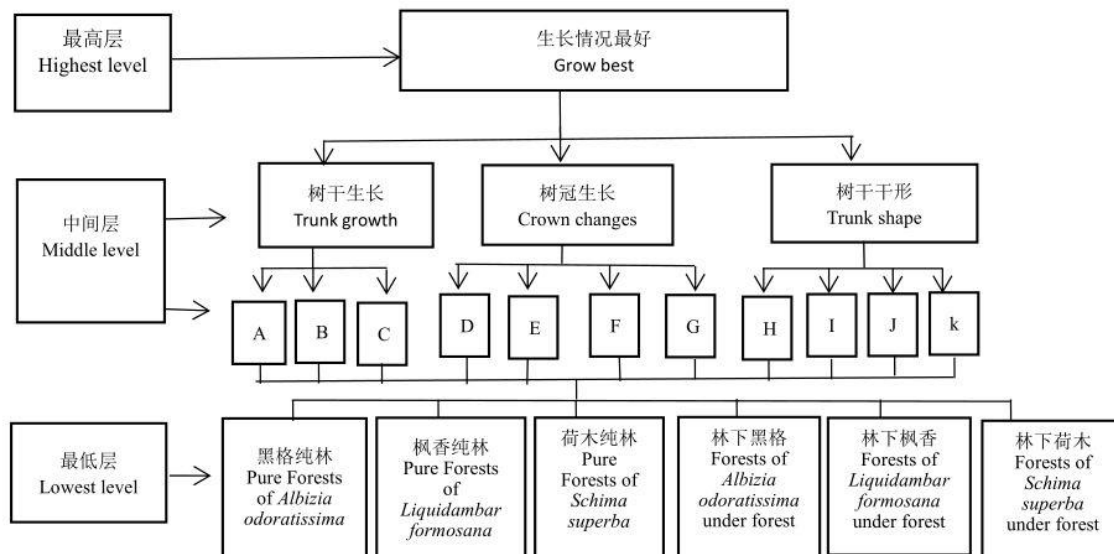 最高层
Highest level
生长情况最好
Grow best
中间层
Middle level
树干生长
Trunk growth
树冠生长
Crown changes
树干干形
Trunk shape
A
B
C
D
E
F
G
H
I
J
k
最低层
Lowest level
黑格纯林
Pure Forests
of Albizia
odoratissima
枫香纯林
Pure Forests
of
Liquidambar
formosana
荷木纯林
Pure
Forests of
Schima
superba
林下黑格
Forests of
Albizia
odoratissima
under forest
林下枫香
Forests of
Liquidambar
formosana
under forest
林下荷木
Forests of
Schima
superba
under forest